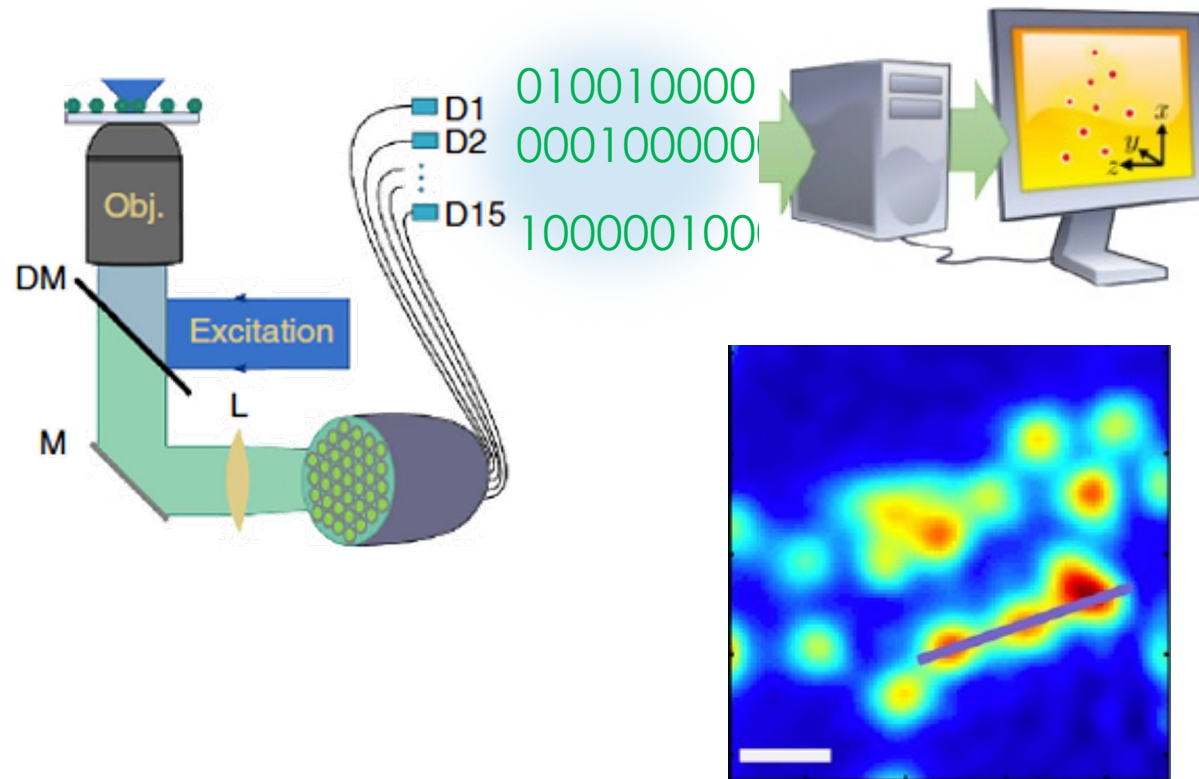 D1
D2
D15
010010000
0001000000
1000001000
Obj.
DM
Excitation
L
M
x
y
z